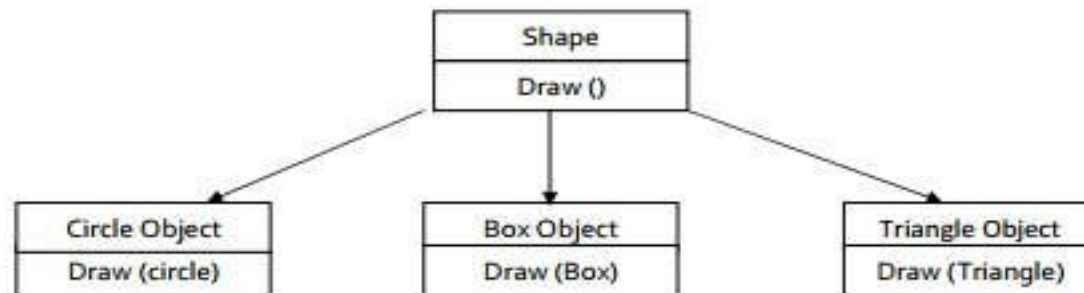 Shape
Draw ()
Circle Object
Draw (circle)
Box Object
Draw (Box)
Triangle Object
Draw (Triangle)